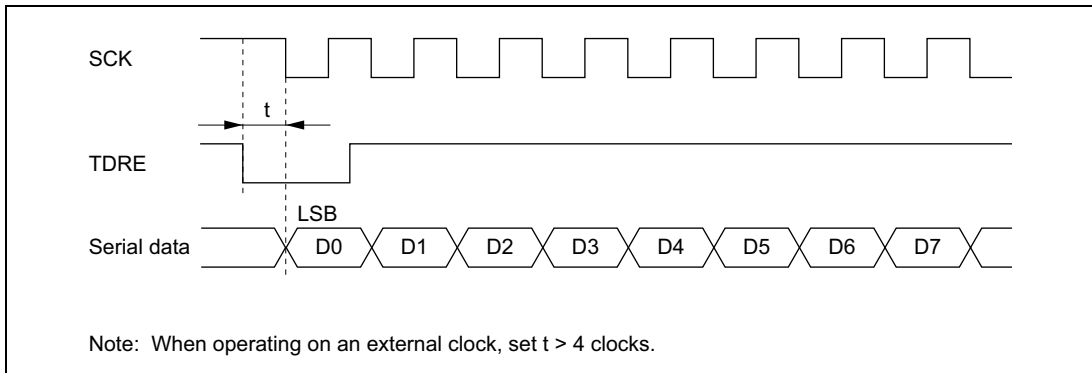 SCK
t
TDRE
LSB
Serial data D0 D1 D2 D3 D4 D5 D6 D7
Note: When operating on an external clock, set t > 4 clocks.